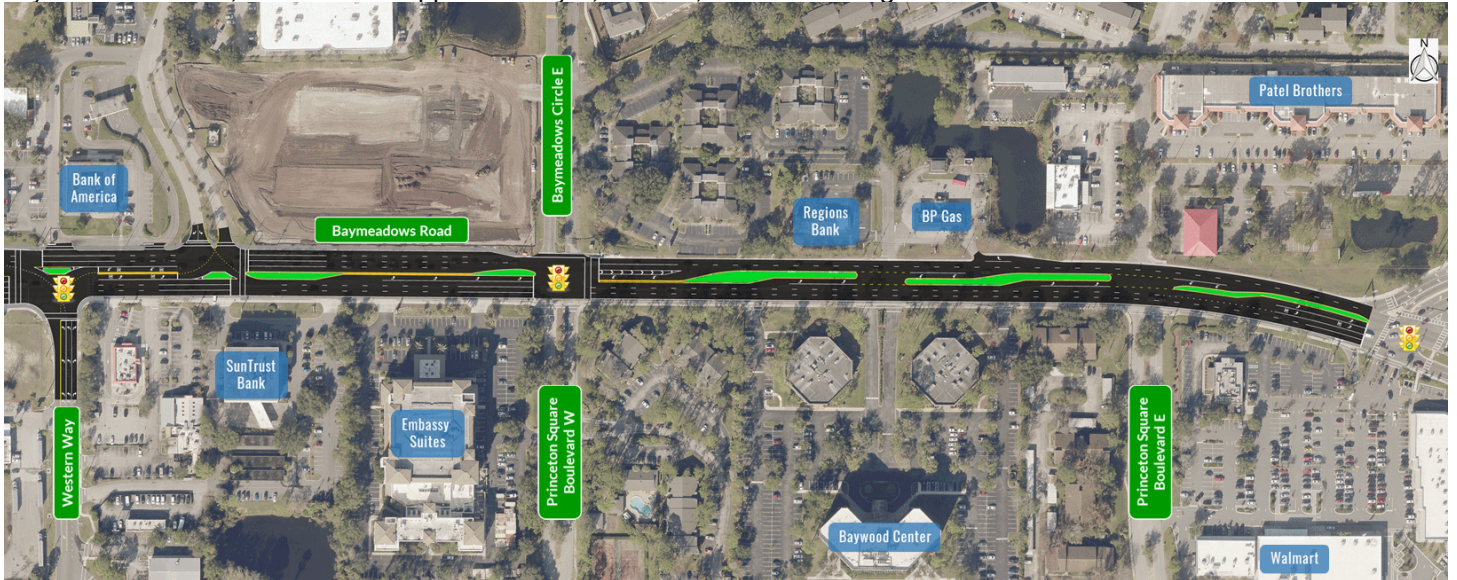 N
Baymeadows Circle E
Patel Brothers
Bank of
America
Regions
Bank
BP Gas
Baymeadows Road
SunTrust
Bank
Embassy
Suites
Western Way
Princeton Square
Boulevard W
Princeton Square
Boulevard E
Baywood Center
Walmart